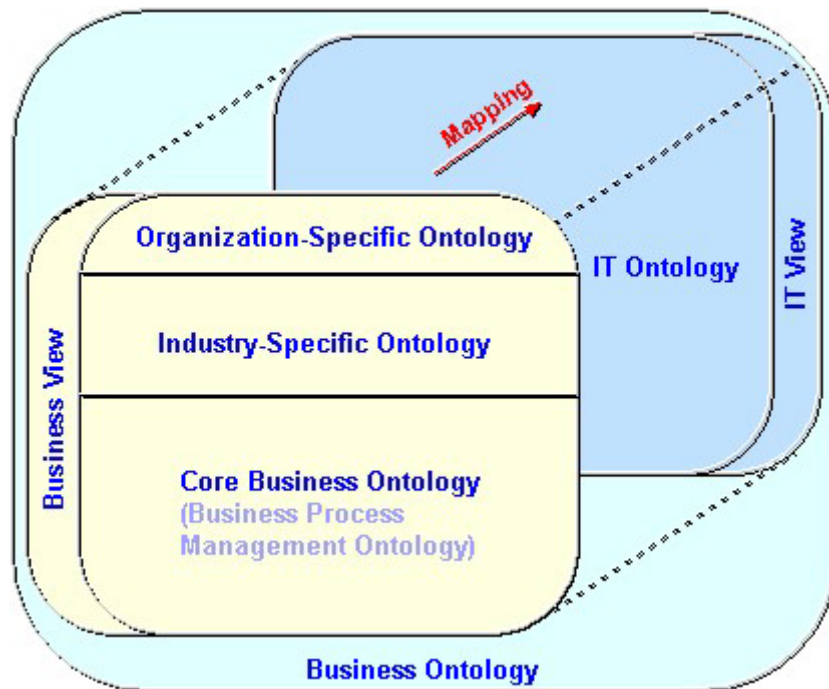 Mapping
Organization-Specific Ontology
IT Ontology
IT View
Industry-Specific Ontology
Business View
Core Business Ontology
(Business Process
Management Ontology)
Business Ontology